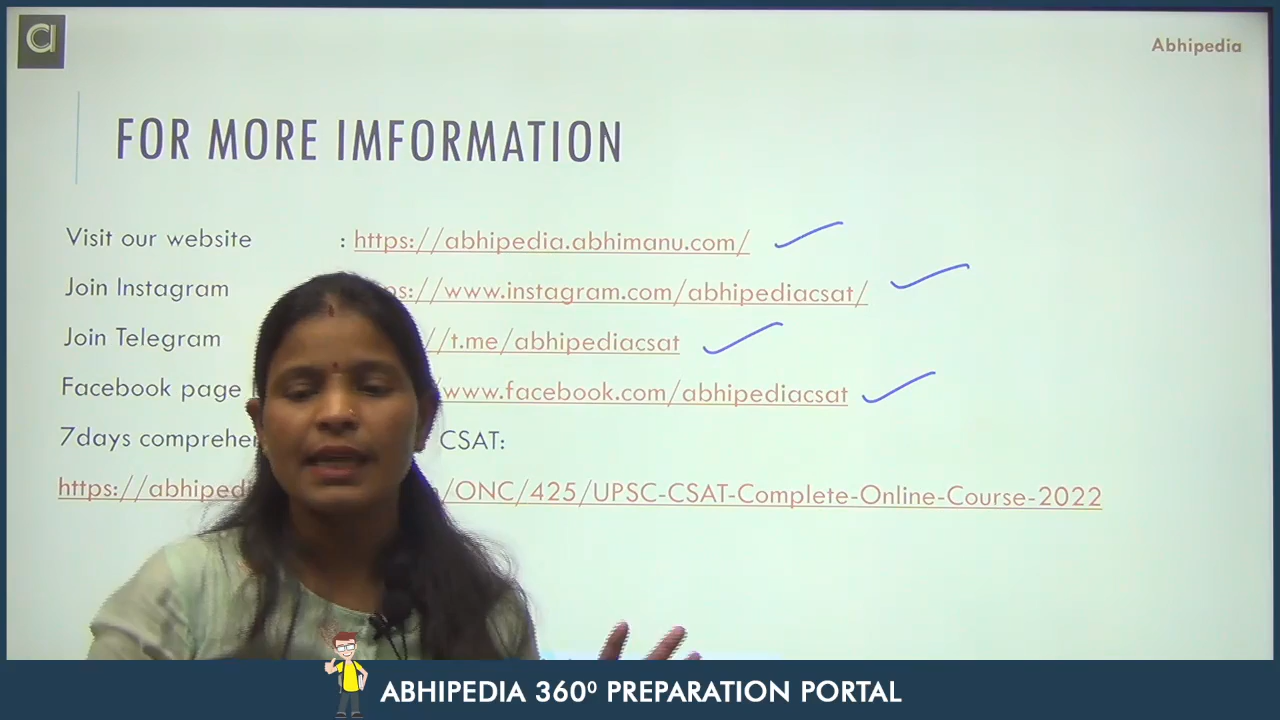 Abhipedia
FOR MORE IMFORMATION
Visit our website : https://abhipedia.abhimanu.com/
Join Instagram ://www.instagram.com/abhipediacsat/
Join Telegram //t.me/abhipediacsat
Facebook page www.facebook.com/abhipediacsat
7days CSAT:
https:// /ONC/425/UPSC-CSAT-Complete-Online-Course-2022
ABHIPEDIA 360⁰ PREPARATION PORTAL